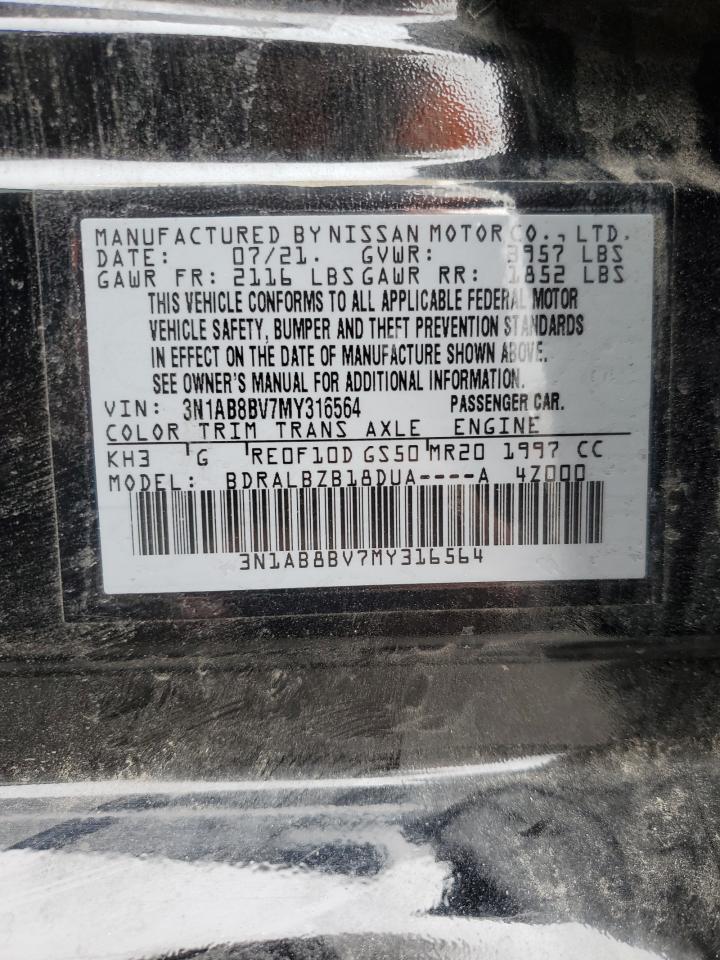 MANUFACTURED BY NISSAN MOTOR CO., LTD.
DATE: 07/21. GVWR: 3957 LBS
GAWR FR: 2116 LBS GAWR RR: 1852 LBS
THIS VEHICLE CONFORMS TO ALL APPLICABLE FEDERAL MOTOR
VEHICLE SAFETY, BUMPER AND THEFT PREVENTION STANDARDS
IN EFFECT ON THE DATE OF MANUFACTURE SHOWN ABOVE.
SEE OWNER'S MANUAL FOR ADDITIONAL INFORMATION.
VIN: 3N1AB8BV7MY316564 PASSENGER CAR.
COLOR TRIM TRANS AXLE ENGINE
KH3 G RE0F10D GS50 MR20 1997 CC
MODEL: BDRALBZB18DUA----A 4Z000
3N1AB8BV7MY316564